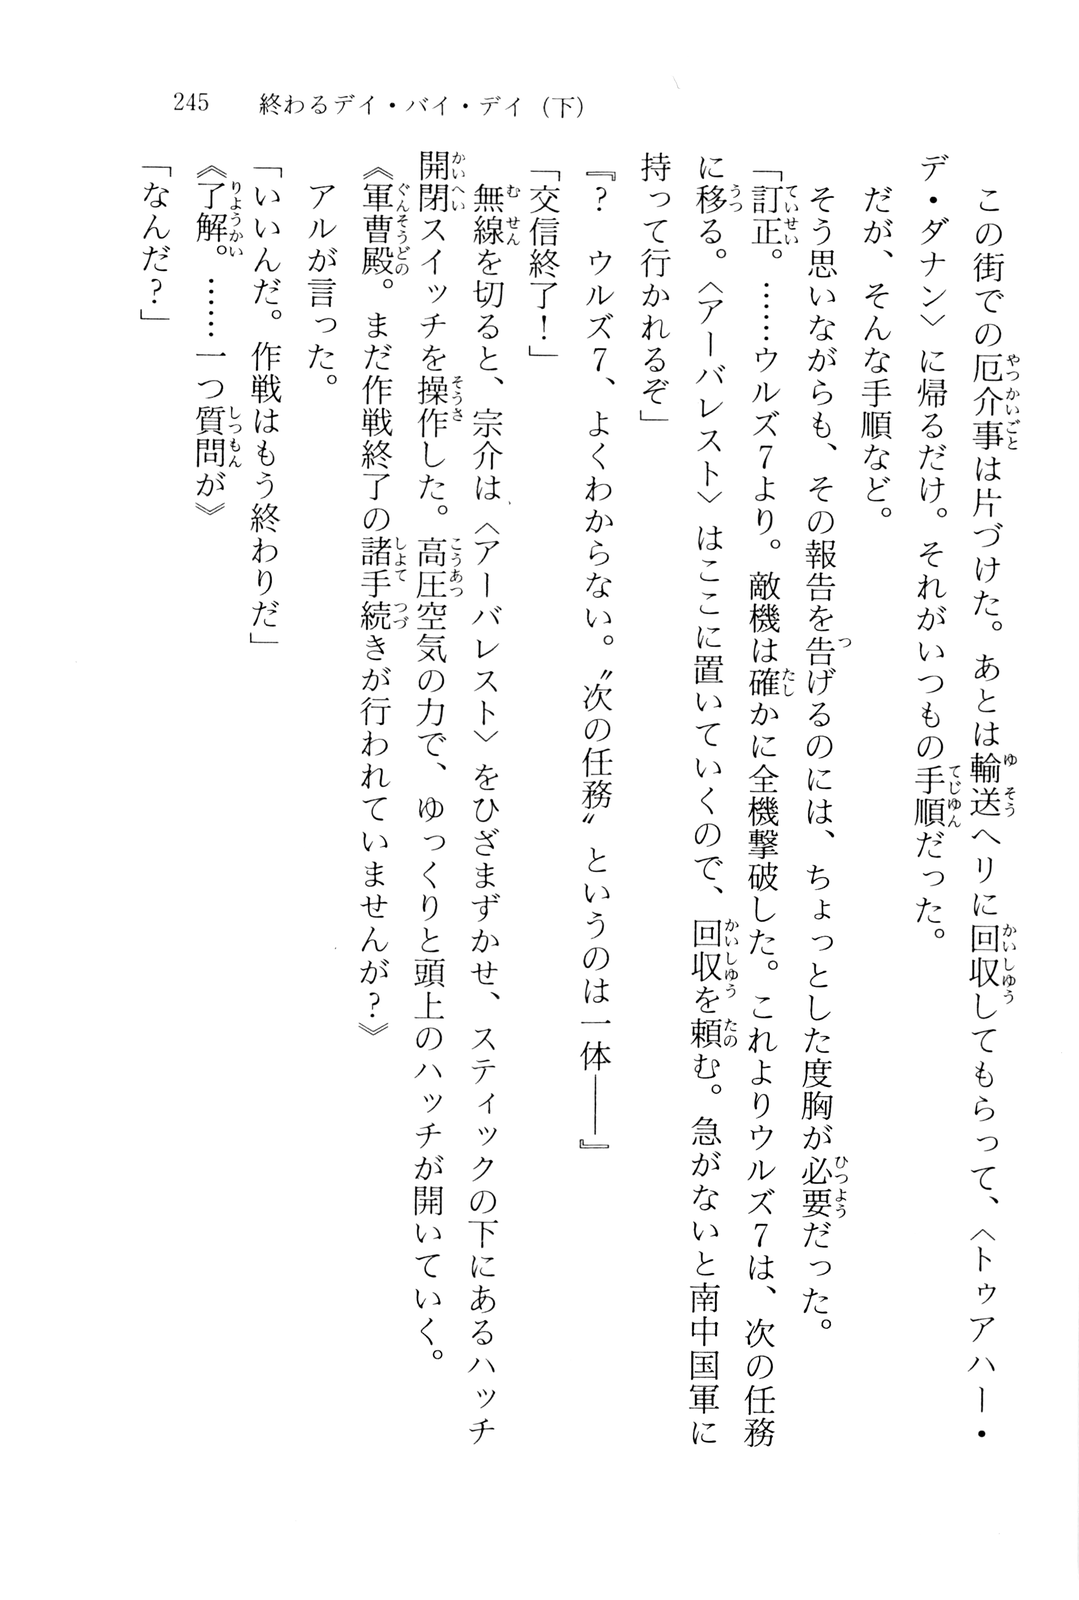 245 終わるデイ・バイ・デイ（下）
この街での厄介事は片づけた。あとは輸送ヘリに回収してもらって、〈トゥアハー・
デ・ダナン〉に帰るだけ。それがいつもの手順だった。
だが、そんな手順など。
そう思いながらも、その報告を告げるのには、ちょっとした度胸が必要だった。
「訂正。……ウルズ７より。敵機は確かに全機撃破した。これよりウルズ７は、次の任務
に移る。〈アーバレスト〉はここに置いていくので、回収を頼む。急がないと南中国軍に
持って行かれるぞ」
『？　ウルズ７、よくわからない。〝次の任務〟というのは一体――』
「交信終了！」
無線を切ると、宗介は〈アーバレスト〉をひざまずかせ、スティックの下にあるハッチ
開閉スイッチを操作した。高圧空気の力で、ゆっくりと頭上のハッチが開いていく。
《軍曹殿。まだ作戦終了の諸手続きが行われていませんが？》
アルが言った。
「いいんだ。作戦はもう終わりだ」
《了解。……一つ質問が》
「なんだ？」